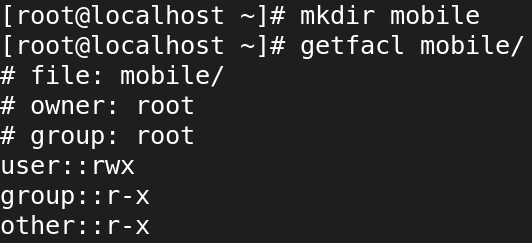 [root@localhost ~]# mkdir mobile
[root@localhost ~]# getfacl mobile/
# file: mobile/
# owner: root
# group: root
user::rwx
group::r-x
other::r-x